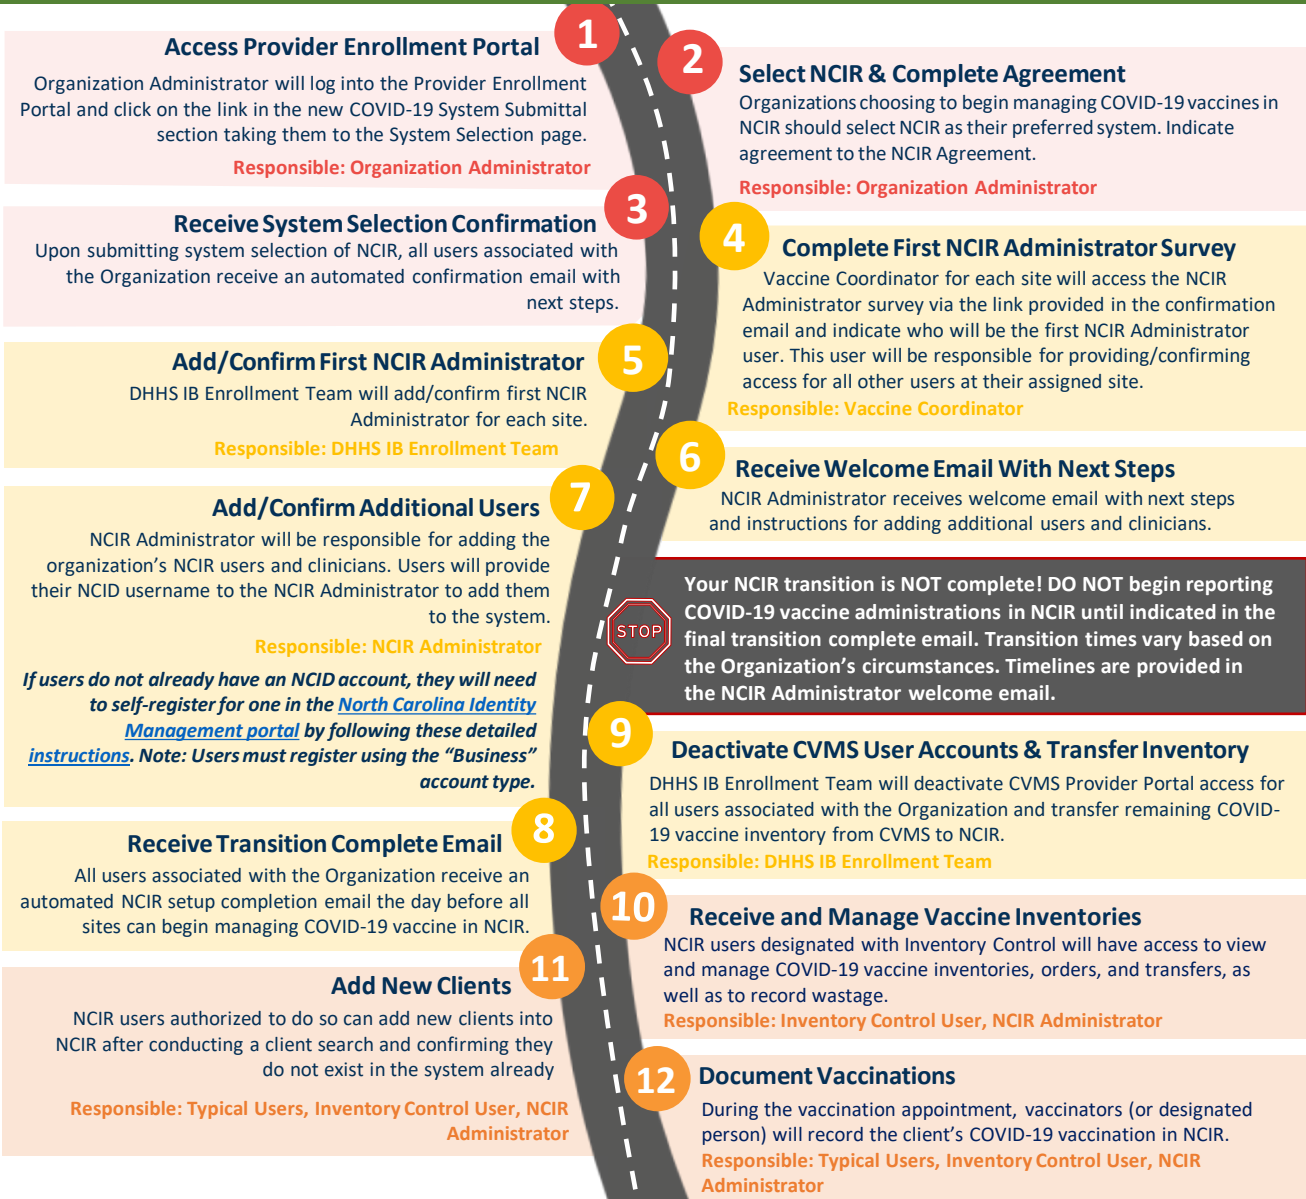 1
Access Provider Enrollment Portal
Organization Administrator will log into the Provider Enrollment
Portal and click on the link in the new COVID-19 System Submittal
section taking them to the System Selection page.
Responsible: Organization Administrator
2
Select NCIR & Complete Agreement
Organizations choosing to begin managing COVID-19 vaccines in
NCIR should select NCIR as their preferred system. Indicate
agreement to the NCIR Agreement.
Responsible: Organization Administrator
3
Receive System Selection Confirmation
Upon submitting system selection of NCIR, all users associated with
the Organization receive an automated confirmation email with
next steps.
4
Complete First NCIR Administrator Survey
Vaccine Coordinator for each site will access the NCIR
Administrator survey via the link provided in the confirmation
email and indicate who will be the first NCIR Administrator
user. This user will be responsible for providing/confirming
access for all other users at their assigned site.
Responsible: Vaccine Coordinator
5
Add/Confirm First NCIR Administrator
DHHS IB Enrollment Team will add/confirm first NCIR
Administrator for each site.
Responsible: DHHS IB Enrollment Team
6
Receive Welcome Email With Next Steps
NCIR Administrator receives welcome email with next steps
and instructions for adding additional users and clinicians.
7
Add/Confirm Additional Users
NCIR Administrator will be responsible for adding the
organization's NCIR users and clinicians. Users will provide
their NCID username to the NCIR Administrator to add them
to the system.
Responsible: NCIR Administrator
If users do not already have an NCID account, they will need
to self-register for one in the North Carolina Identity
Management portal by following these detailed
instructions. Note: Users must register using the "Business"
account type.
STOP
Your NCIR transition is NOT complete! DO NOT begin reporting
COVID-19 vaccine administrations in NCIR until indicated in the
final transition complete email. Transition times vary based on
the Organization's circumstances. Timelines are provided in
the NCIR Administrator welcome email.
8
Receive Transition Complete Email
All users associated with the Organization receive an
automated NCIR setup completion email the day before all
sites can begin managing COVID-19 vaccine in NCIR.
9
Deactivate CVMS User Accounts & Transfer Inventory
DHHS IB Enrollment Team will deactivate CVMS Provider Portal access for
all users associated with the Organization and transfer remaining COVID-
19 vaccine inventory from CVMS to NCIR.
Responsible: DHHS IB Enrollment Team
10
Receive and Manage Vaccine Inventories
NCIR users designated with Inventory Control will have access to view
and manage COVID-19 vaccine inventories, orders, and transfers, as
well as to record wastage.
Responsible: Inventory Control User, NCIR Administrator
11
Add New Clients
NCIR users authorized to do so can add new clients into
NCIR after conducting a client search and confirming they
do not exist in the system already
Responsible: Typical Users, Inventory Control User, NCIR
Administrator
12
Document Vaccinations
During the vaccination appointment, vaccinators (or designated
person) will record the client's COVID-19 vaccination in NCIR.
Responsible: Typical Users, Inventory Control User, NCIR
Administrator